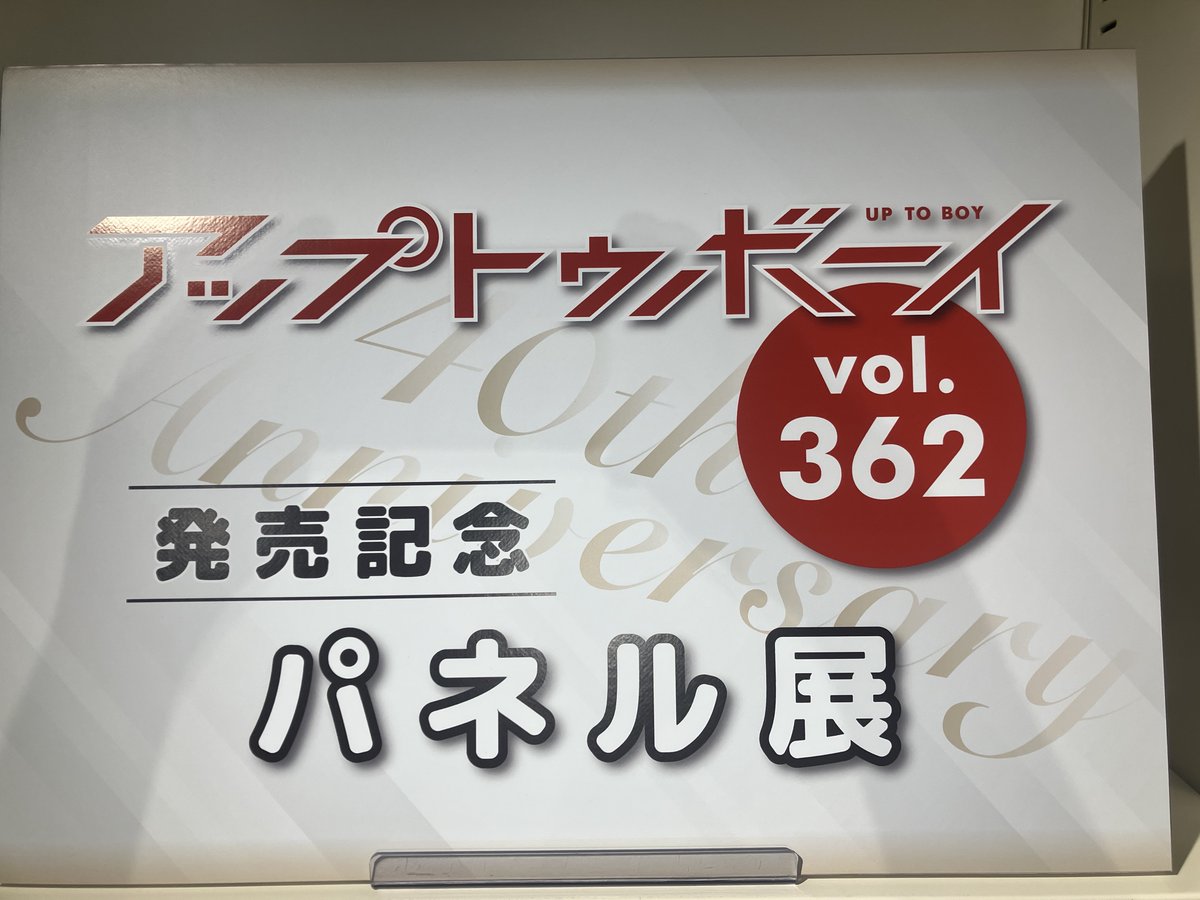 アップトゥボーイ
UP TO BOY
vol.
362
40th
Anniversary
発売記念
パネル展